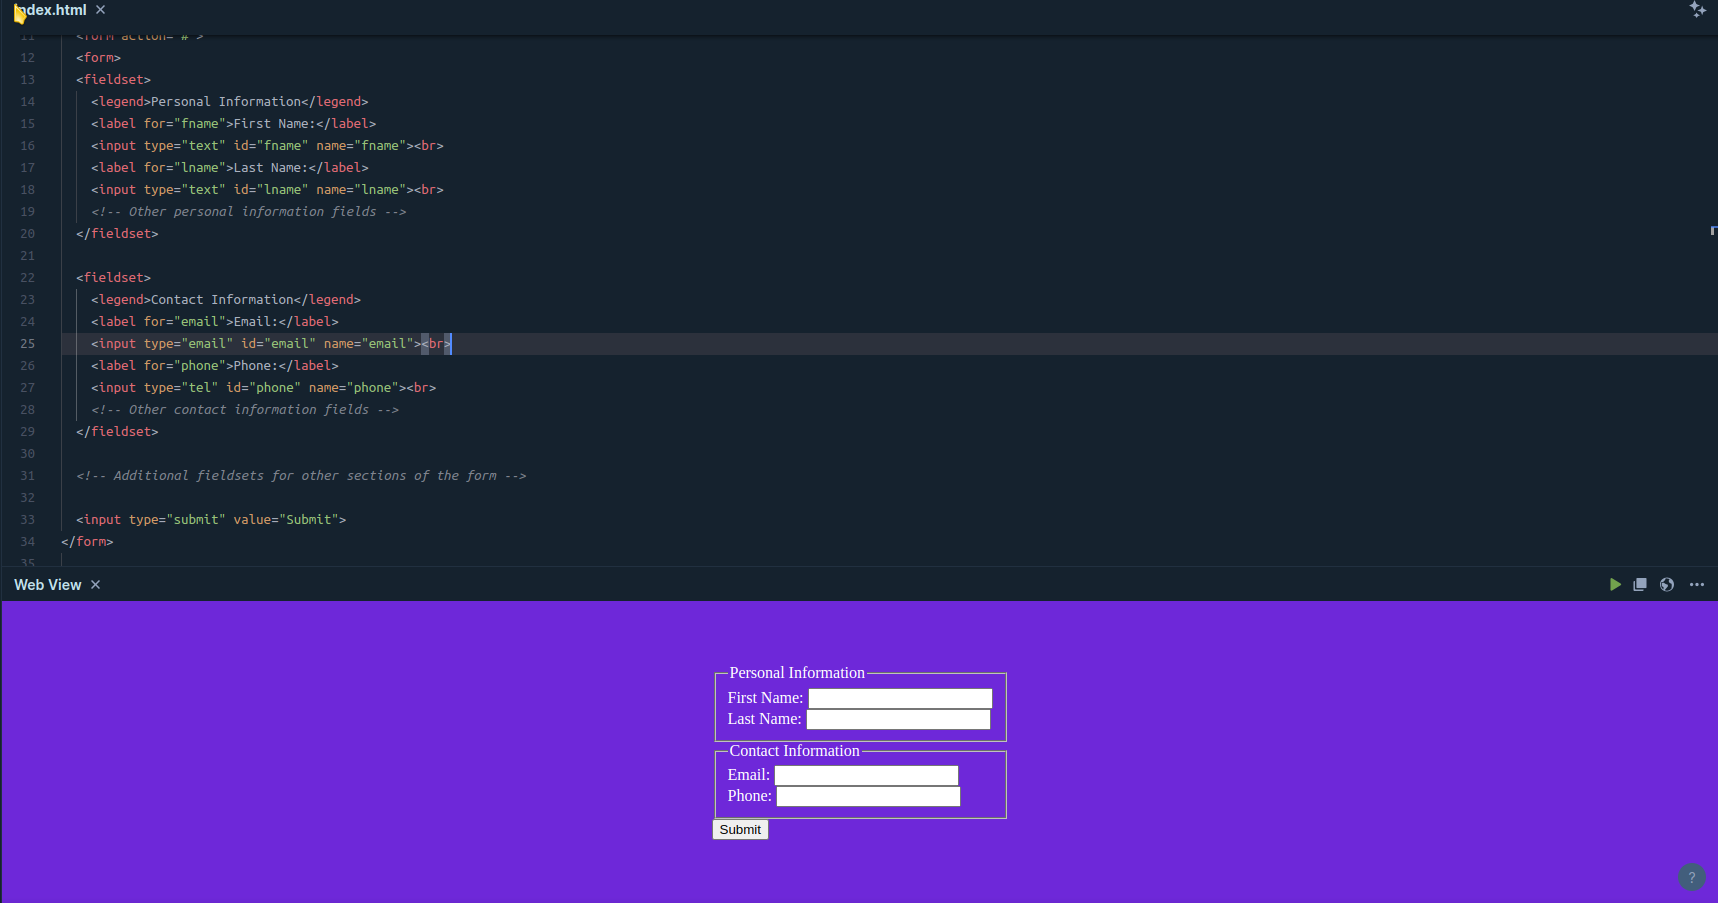 index.html ×
11 <form action="#">
12 <form>
13 <fieldset>
14 <legend>Personal Information</legend>
15 <label for="fname">First Name:</label>
16 <input type="text" id="fname" name="fname"><br>
17 <label for="lname">Last Name:</label>
18 <input type="text" id="lname" name="lname"><br>
19 <!-- Other personal information fields -->
20 </fieldset>
21
22 <fieldset>
23 <legend>Contact Information</legend>
24 <label for="email">Email:</label>
25 <input type="email" id="email" name="email"><br>
26 <label for="phone">Phone:</label>
27 <input type="tel" id="phone" name="phone"><br>
28 <!-- Other contact information fields -->
29 </fieldset>
30
31 <!-- Additional fieldsets for other sections of the form -->
32
33 <input type="submit" value="Submit">
34 </form>
35
Web View ×
Personal Information
First Name:
Last Name:
Contact Information
Email:
Phone:
Submit
?